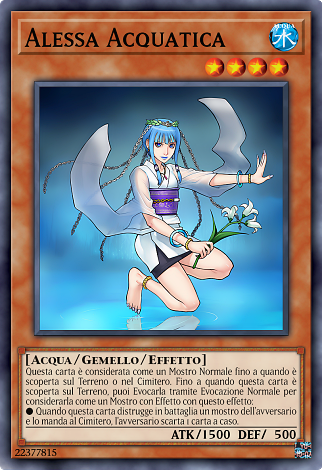 Alessa Acquatica
ACQUA
水
[Acqua/Gemello/Effetto]
Questa carta è considerata come un Mostro Normale fino a quando è
scoperta sul Terreno o nel Cimitero. Fino a quando questa carta è
scoperta sul Terreno, puoi Evocarla tramite Evocazione Normale per
considerarla come un Mostro con Effetto con questo effetto:
● Quando questa carta distrugge in battaglia un mostro dell'avversario
e lo manda al Cimitero, l'avversario scarta 1 carta a caso.
ATK/1500 DEF/ 500
22377815